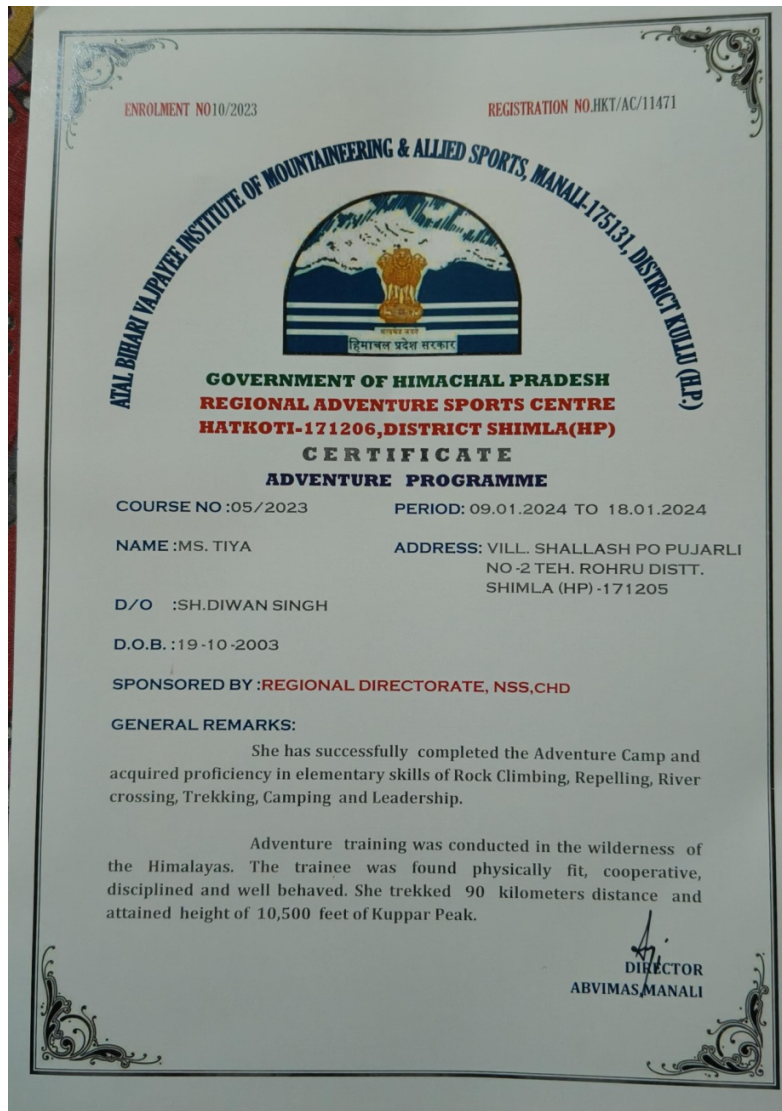 ENROLMENT NO10/2023
REGISTRATION NO.HKT/AC/11471
ATAL BIHARI VAJPAYEE INSTITUTE OF MOUNTAINEERING & ALLIED SPORTS, MANALI-175131, DISTRICT KULLU (H.P.)
सत्यमेव जयते
हिमाचल प्रदेश सरकार
GOVERNMENT OF HIMACHAL PRADESH
REGIONAL ADVENTURE SPORTS CENTRE
HATKOTI-171206,DISTRICT SHIMLA(HP)
CERTIFICATE
ADVENTURE PROGRAMME
COURSE NO :05/2023
PERIOD: 09.01.2024 TO 18.01.2024
NAME :MS. TIYA
ADDRESS: VILL. SHALLASH PO PUJARLI
NO -2 TEH. ROHRU DISTT.
SHIMLA (HP) -171205
D/O :SH.DIWAN SINGH
D.O.B. :19-10-2003
SPONSORED BY :REGIONAL DIRECTORATE, NSS,CHD
GENERAL REMARKS:
She has successfully completed the Adventure Camp and
acquired proficiency in elementary skills of Rock Climbing, Repelling, River
crossing, Trekking, Camping and Leadership.
Adventure training was conducted in the wilderness of
the Himalayas. The trainee was found physically fit, cooperative,
disciplined and well behaved. She trekked 90 kilometers distance and
attained height of 10,500 feet of Kuppar Peak.
DIRECTOR
ABVIMAS,MANALI